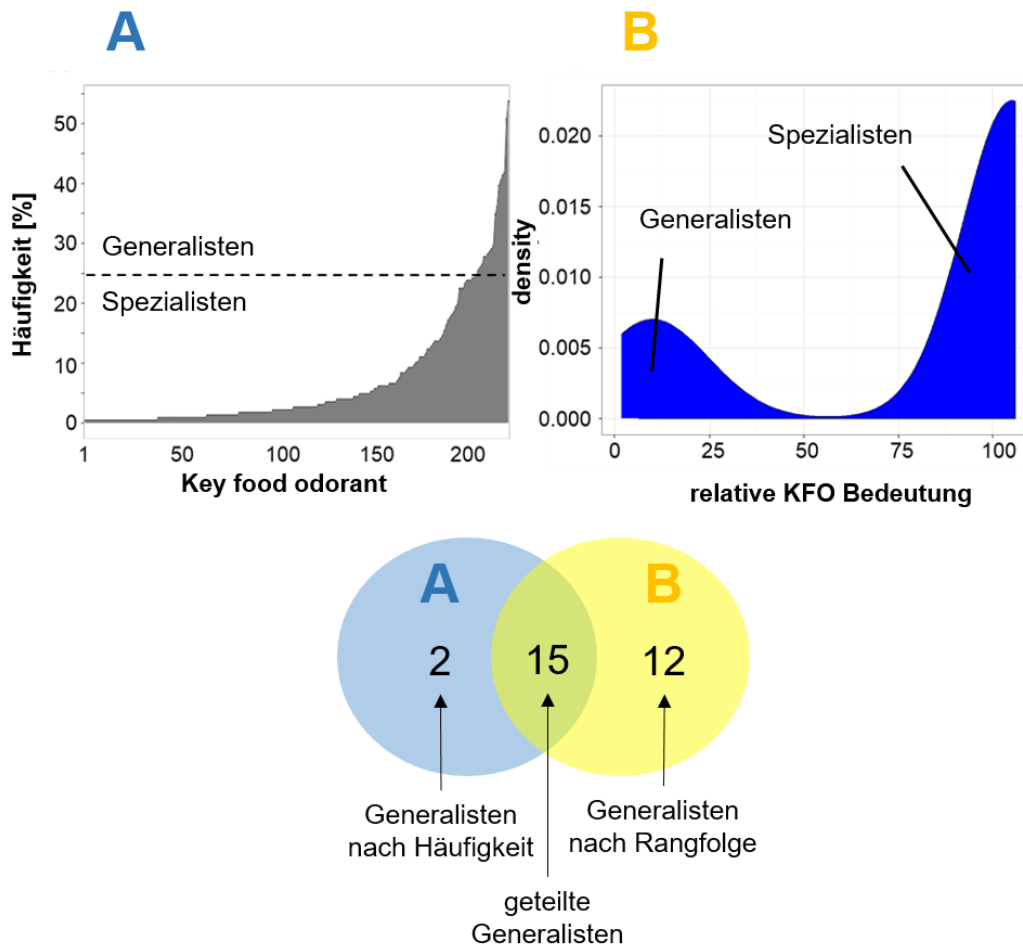 A
B
Häufigkeit [%]
50
40
30
20
10
0
Generalisten
Spezialisten
1
50
100
150
200
Key food odorant
density
0.020
0.015
0.010
0.005
0.000
Spezialisten
Generalisten
0
25
50
75
100
relative KFO Bedeutung
A
B
2
15
12
Generalisten
nach Häufigkeit
Generalisten
nach Rangfolge
geteilte
Generalisten